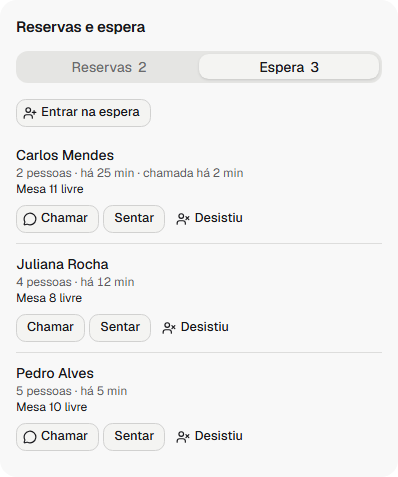 Reservas e espera
Reservas 2
Espera 3
Entrar na espera
Carlos Mendes
2 pessoas · há 25 min · chamada há 2 min
Mesa 11 livre
Chamar
Sentar
Desistiu
Juliana Rocha
4 pessoas · há 12 min
Mesa 8 livre
Chamar
Sentar
Desistiu
Pedro Alves
5 pessoas · há 5 min
Mesa 10 livre
Chamar
Sentar
Desistiu